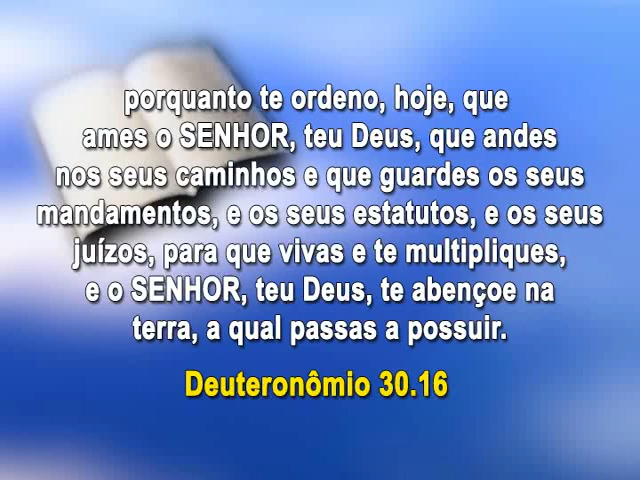 porquanto te ordeno, hoje, que
ames o SENHOR, teu Deus, que andes
nos seus caminhos e que guardes os seus
mandamentos, e os seus estatutos, e os seus
juízos, para que vivas e te multipliques,
e o SENHOR, teu Deus, te abençoe na
terra, a qual passas a possuir.
Deuteronômio 30.16